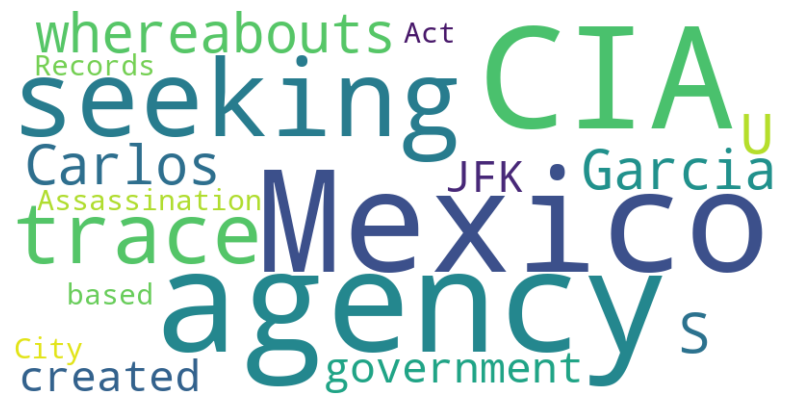 whereabouts Act CIA
Records
seeking U
Carlos JFK Garcia
Assassination Mexico
trace
agency
based S
City
created government